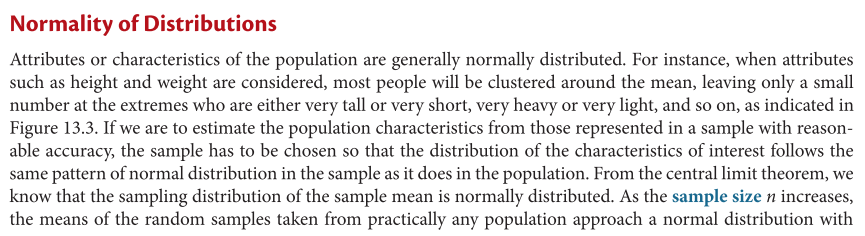 Normality of Distributions
Attributes or characteristics of the population are generally normally distributed. For instance, when attributes
such as height and weight are considered, most people will be clustered around the mean, leaving only a small
number at the extremes who are either very tall or very short, very heavy or very light, and so on, as indicated in
Figure 13.3. If we are to estimate the population characteristics from those represented in a sample with reason-
able accuracy, the sample has to be chosen so that the distribution of the characteristics of interest follows the
same pattern of normal distribution in the sample as it does in the population. From the central limit theorem, we
know that the sampling distribution of the sample mean is normally distributed. As the sample size n increases,
the means of the random samples taken from practically any population approach a normal distribution with